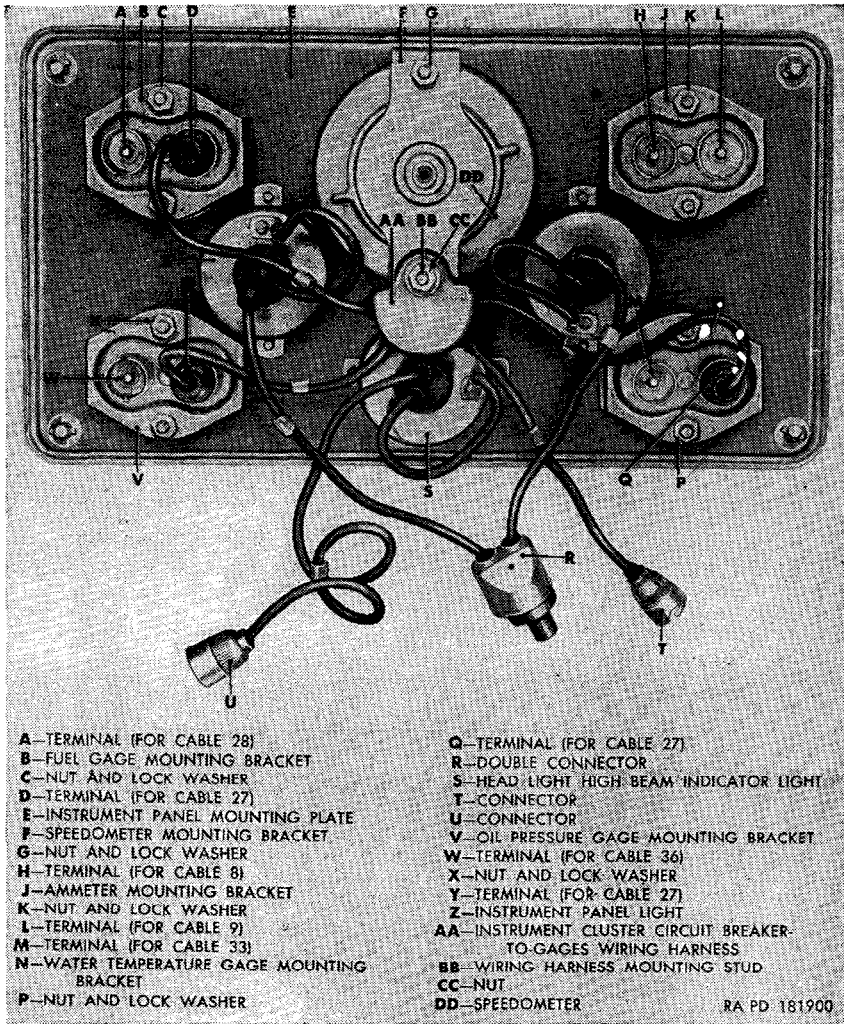 A B C D E F G H J K L
DD
AA BB CC
W
V S Q P
R
T
U
A—TERMINAL (FOR CABLE 28)
B—FUEL GAGE MOUNTING BRACKET
C—NUT AND LOCK WASHER
D—TERMINAL (FOR CABLE 27)
E—INSTRUMENT PANEL MOUNTING PLATE
F—SPEEDOMETER MOUNTING BRACKET
G—NUT AND LOCK WASHER
H—TERMINAL (FOR CABLE 8)
J—AMMETER MOUNTING BRACKET
K—NUT AND LOCK WASHER
L—TERMINAL (FOR CABLE 9)
M—TERMINAL (FOR CABLE 33)
N—WATER TEMPERATURE GAGE MOUNTING
BRACKET
P—NUT AND LOCK WASHER
Q—TERMINAL (FOR CABLE 27)
R—DOUBLE CONNECTOR
S—HEAD LIGHT HIGH BEAM INDICATOR LIGHT
T—CONNECTOR
U—CONNECTOR
V—OIL PRESSURE GAGE MOUNTING BRACKET
W—TERMINAL (FOR CABLE 36)
X—NUT AND LOCK WASHER
Y—TERMINAL (FOR CABLE 27)
Z—INSTRUMENT PANEL LIGHT
AA—INSTRUMENT CLUSTER CIRCUIT BREAKER-
TO-GAGES WIRING HARNESS
BB—WIRING HARNESS MOUNTING STUD
CC—NUT
DD—SPEEDOMETER
RA PD 181900